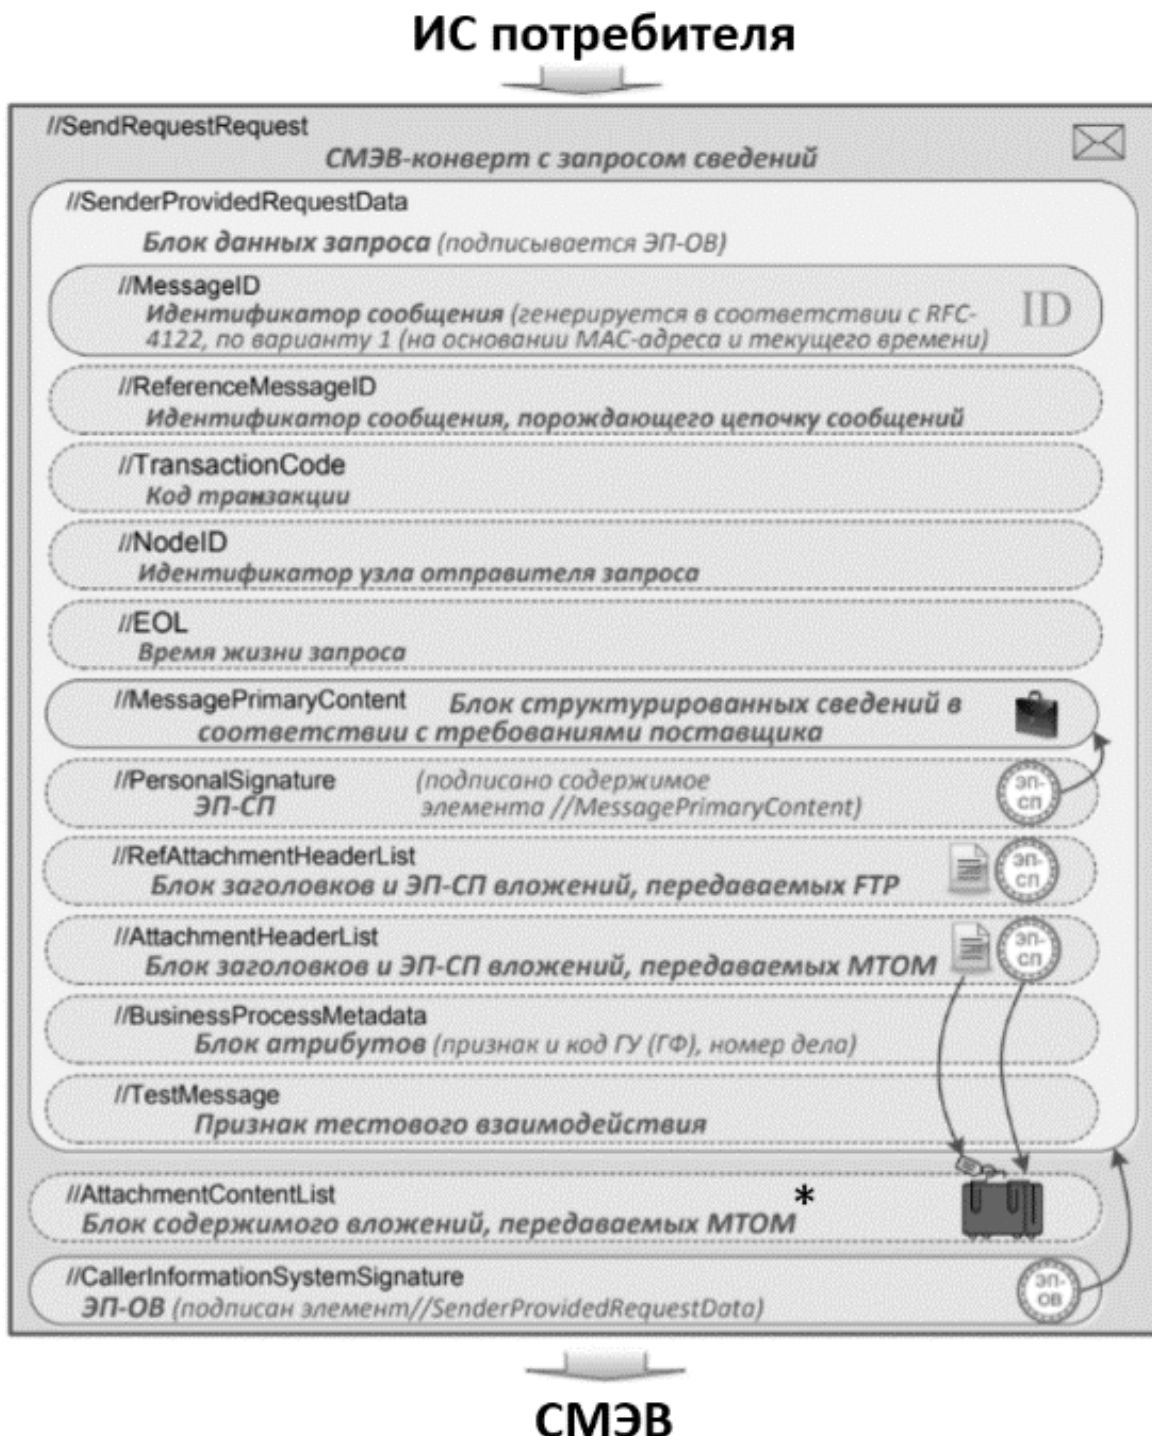 ИС потребителя
//SendRequestRequest
СМЭВ-конверт с запросом сведений
//SenderProvidedRequestData
Блок данных запроса (подписывается ЭП-ОВ)
//MessageID
Идентификатор сообщения (генерируется в соответствии с RFC-
4122, по варианту 1 (на основании MAC-адреса и текущего времени)
ID
//ReferenceMessageID
Идентификатор сообщения, порождающего цепочку сообщений
//TransactionCode
Код транзакции
//NodeID
Идентификатор узла отправителя запроса
//EOL
Время жизни запроса
//MessagePrimaryContent Блок структурированных сведений в
соответствии с требованиями поставщика
//PersonalSignature (подписано содержимое
ЭП-СП элемента //MessagePrimaryContent)
ЭП-
СП
//RefAttachmentHeaderList
Блок заголовков и ЭП-СП вложений, передаваемых FTP
ЭП-
СП
//AttachmentHeaderList
Блок заголовков и ЭП-СП вложений, передаваемых MTOM
ЭП-
СП
//BusinessProcessMetadata
Блок атрибутов (признак и код ГУ (ГФ), номер дела)
//TestMessage
Признак тестового взаимодействия
//AttachmentContentList
Блок содержимого вложений, передаваемых MTOM*
//CallerInformationSystemSignature
ЭП-ОВ (подписан элемент//SenderProvidedRequestData)
ЭП-
ОВ
СМЭВ